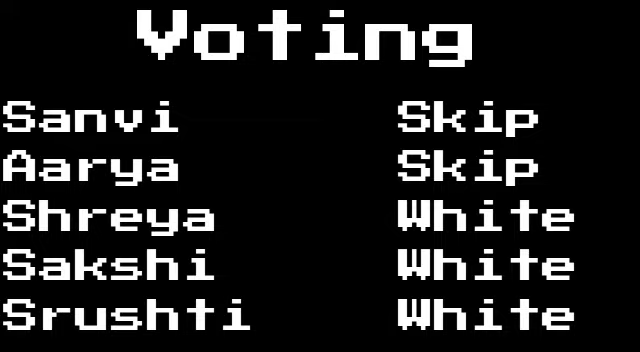 Voting
Sanvi Skip
Aarya Skip
Shreya White
Sakshi White
Srushti White